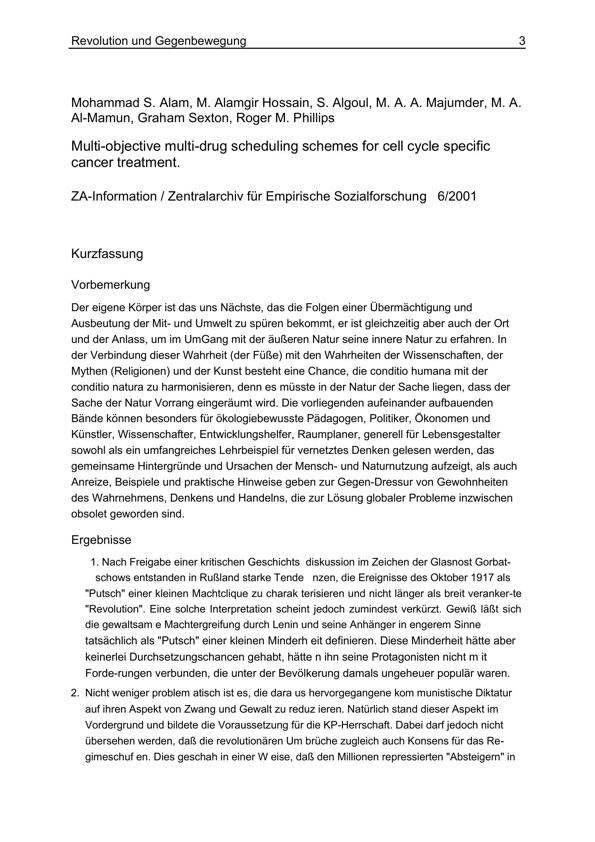 Revolution und Gegenbewegung 3
Mohammad S. Alam, M. Alamgir Hossain, S. Algoul, M. A. A. Majumder, M. A.
Al-Mamun, Graham Sexton, Roger M. Phillips
Multi-objective multi-drug scheduling schemes for cell cycle specific
cancer treatment.
ZA-Information / Zentralarchiv für Empirische Sozialforschung 6/2001
Kurzfassung
Vorbemerkung
Der eigene Körper ist das uns Nächste, das die Folgen einer Übermächtigung und
Ausbeutung der Mit- und Umwelt zu spüren bekommt, er ist gleichzeitig aber auch der Ort
und der Anlass, um im UmGang mit der äußeren Natur seine innere Natur zu erfahren. In
der Verbindung dieser Wahrheit (der Füße) mit den Wahrheiten der Wissenschaften, der
Mythen (Religionen) und der Kunst besteht eine Chance, die conditio humana mit der
conditio natura zu harmonisieren, denn es müsste in der Natur der Sache liegen, dass der
Sache der Natur Vorrang eingeräumt wird. Die vorliegenden aufeinander aufbauenden
Bände können besonders für ökologiebewusste Pädagogen, Politiker, Ökonomen und
Künstler, Wissenschafter, Entwicklungshelfer, Raumplaner, generell für Lebensgestalter
sowohl als ein umfangreiches Lehrbeispiel für vernetztes Denken gelesen werden, das
gemeinsame Hintergründe und Ursachen der Mensch- und Naturnutzung aufzeigt, als auch
Anreize, Beispiele und praktische Hinweise geben zur Gegen-Dressur von Gewohnheiten
des Wahrnehmens, Denkens und Handelns, die zur Lösung globaler Probleme inzwischen
obsolet geworden sind.
Ergebnisse
1. Nach Freigabe einer kritischen Geschichts diskussion im Zeichen der Glasnost Gorbat-
schows entstanden in Rußland starke Tende nzen, die Ereignisse des Oktober 1917 als
"Putsch" einer kleinen Machtclique zu charak terisieren und nicht länger als breit veranker-te
"Revolution". Eine solche Interpretation scheint jedoch zumindest verkürzt. Gewiß läßt sich
die gewaltsam e Machtergreifung durch Lenin und seine Anhänger in engerem Sinne
tatsächlich als "Putsch" einer kleinen Minderh eit definieren. Diese Minderheit hätte aber
keinerlei Durchsetzungschancen gehabt, hätte n ihn seine Protagonisten nicht m it
Forde-rungen verbunden, die unter der Bevölkerung damals ungeheuer populär waren.
2. Nicht weniger problem atisch ist es, die dara us hervorgegangene kom munistische Diktatur
auf ihren Aspekt von Zwang und Gewalt zu reduz ieren. Natürlich stand dieser Aspekt im
Vordergrund und bildete die Voraussetzung für die KP-Herrschaft. Dabei darf jedoch nicht
übersehen werden, daß die revolutionären Um brüche zugleich auch Konsens für das Re-
gimeschuf en. Dies geschah in einer W eise, daß den Millionen repressierten "Absteigern" in